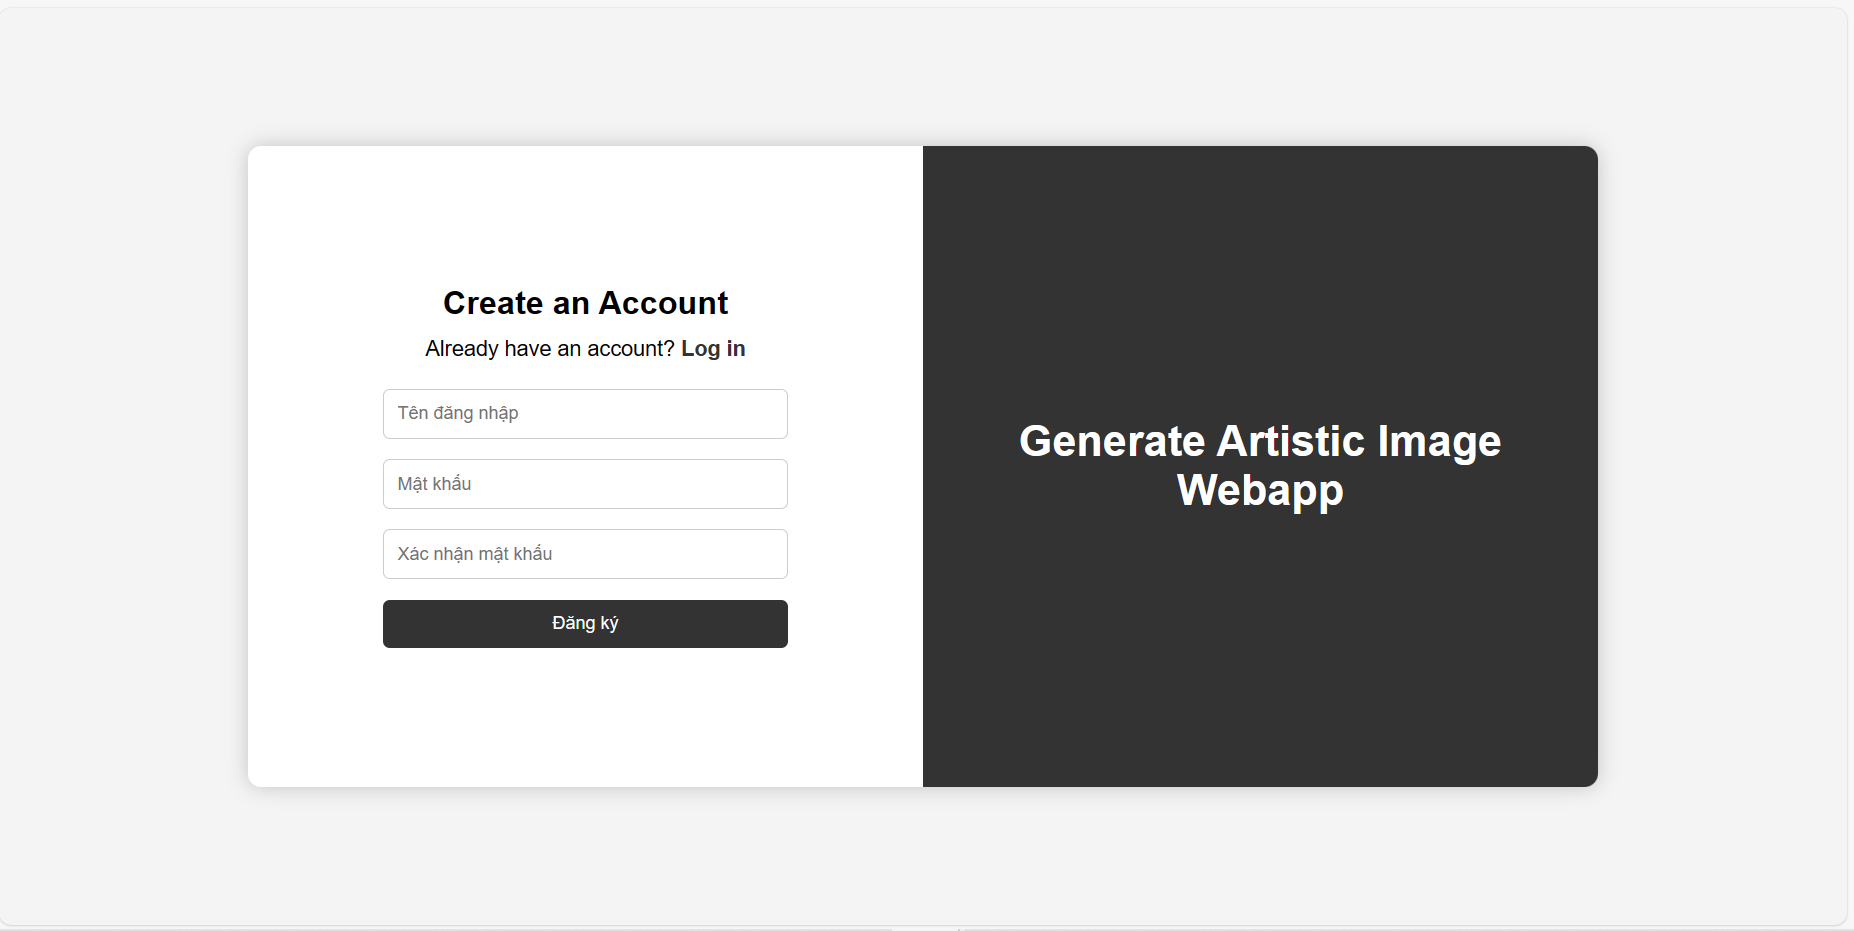 Create an Account
Already have an account? Log in
Tên đăng nhập
Mật khẩu
Xác nhận mật khẩu
Đăng ký
Generate Artistic Image
Webapp